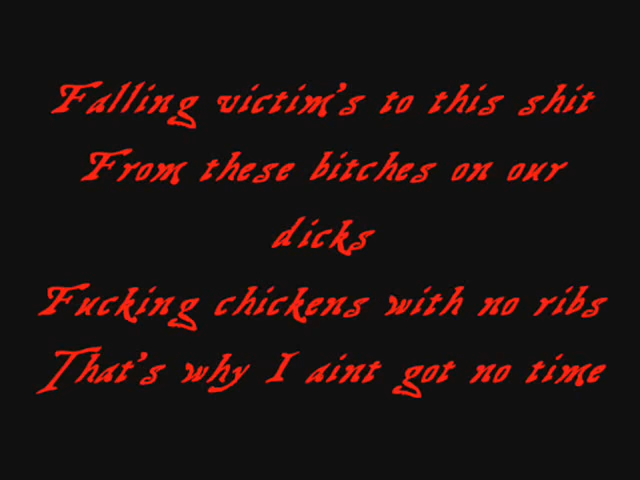 Falling victim's to this shit
From these bitches on our
dicks
Fucking chickens with no ribs
That's why I aint got no time